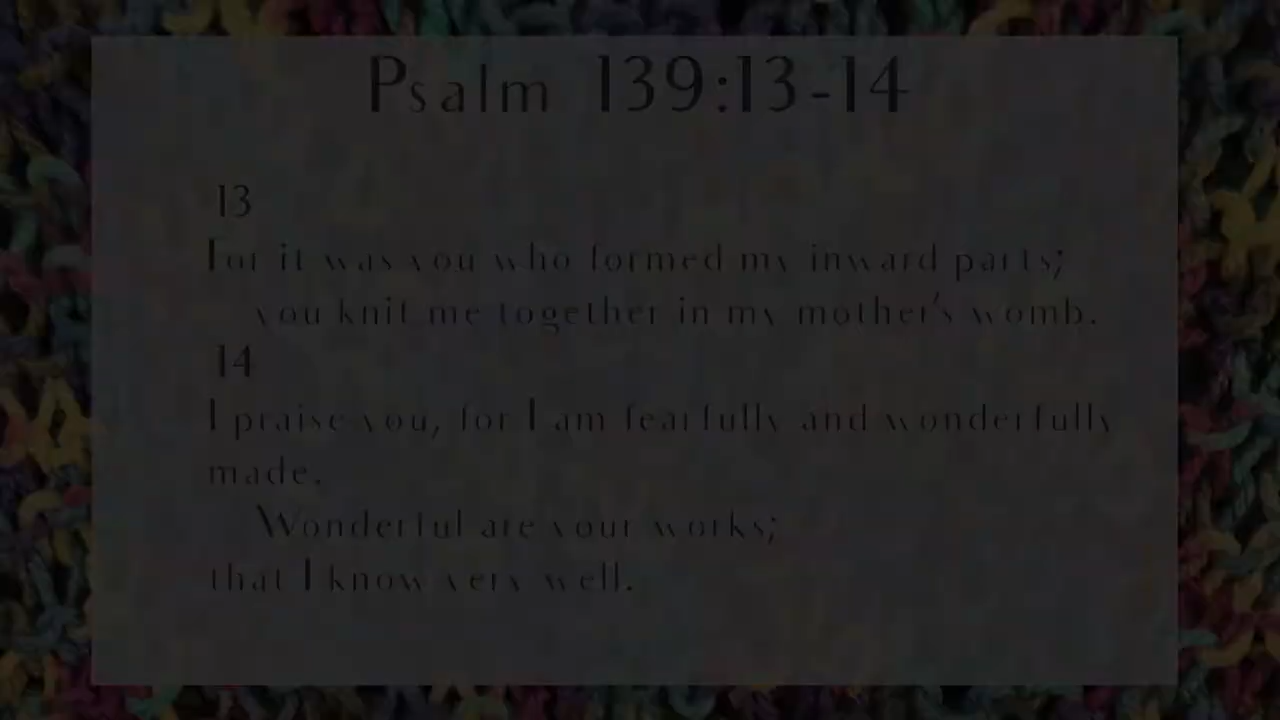 Psalm 139:13-14
13
For it was you who formed my inward parts;
you knit me together in my mother's womb.
14
I praise you, for I am fearfully and wonderfully
made.
Wonderful are your works;
that I know very well.